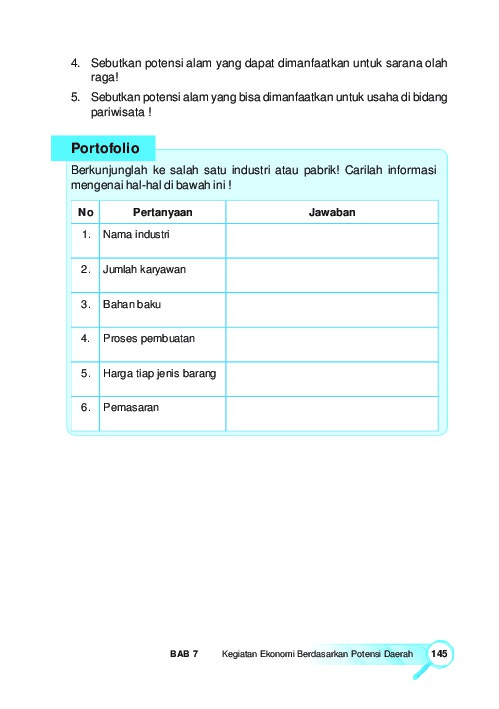 4. Sebutkan potensi alam yang dapat dimanfaatkan untuk sarana olah
raga!
5. Sebutkan potensi alam yang bisa dimanfaatkan untuk usaha di bidang
pariwisata !
Portofolio
Berkunjunglah ke salah satu industri atau pabrik! Carilah informasi
mengenai hal-hal di bawah ini !
No Pertanyaan Jawaban
1. Nama industri
2. Jumlah karyawan
3. Bahan baku
4. Proses pembuatan
5. Harga tiap jenis barang
6. Pemasaran
BAB 7 Kegiatan Ekonomi Berdasarkan Potensi Daerah 145